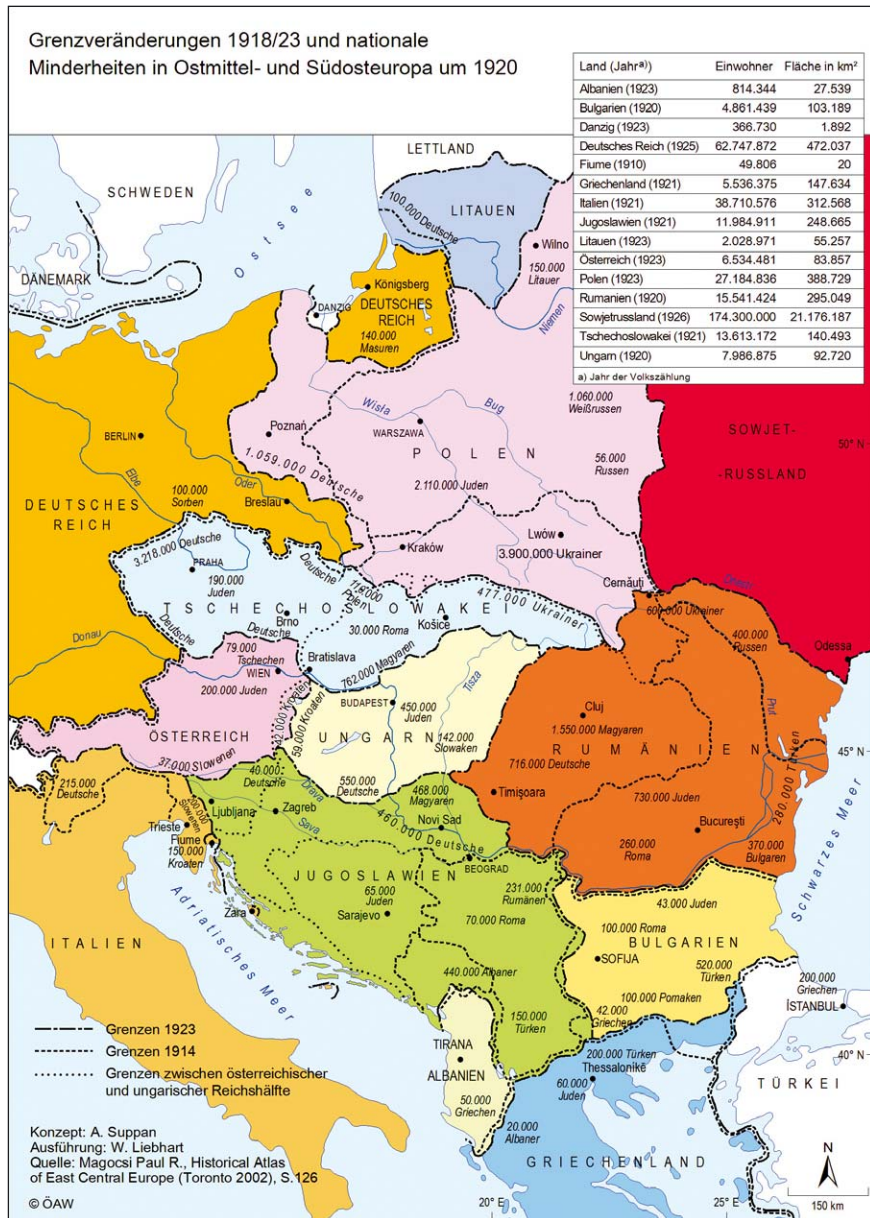 Grenzveränderungen 1918/23 und nationale
Minderheiten in Ostmittel- und Südosteuropa um 1920
Land (Jahra)) Einwohner Fläche in km²
Albanien (1923) 814.344 27.539
Bulgarien (1920) 4.861.439 103.189
Danzig (1923) 366.730 1.892
Deutsches Reich (1925) 62.747.872 472.037
Fiume (1910) 49.806 20
Griechenland (1921) 5.536.375 147.634
Italien (1921) 38.710.576 312.568
Jugoslawien (1921) 11.984.911 248.665
Litauen (1923) 2.028.971 55.257
Österreich (1923) 6.534.481 83.857
Polen (1923) 27.184.836 388.729
Rumanien (1920) 15.541.424 295.049
Sowjetrussland (1926) 174.300.000 21.176.187
Tschechoslowakei (1921) 13.613.172 140.493
Ungarn (1920) 7.986.875 92.720
a) Jahr der Volkszählung
LETTLAND
SCHWEDEN
LITAUEN
100.000 Deutsche
Ostsee
Wilno
150.000
Litauer
DÄNEMARK
Königsberg
DANZIG
DEUTSCHES
REICH
140.000
Masuren
Niemen
1.060.000
Weißrussen
Wisła
Bug
WARSZAWA
Poznań
BERLIN
SOWJET-
-RUSSLAND
50° N
POLEN
56.000
Russen
1.059.000 Deutsche
2.110.000 Juden
Elbe
Oder
100.000
Sorben
Breslau
DEUTSCHES
REICH
Lwów
3.900.000 Ukrainer
Kraków
3.218.000 Deutsche
PRAHA
190.000
Juden
Deutsche
110.000
Polen
477.000 Ukrainer
Cernăuţi
600.000 Ukrainer
TSCHECHOSLOWAKEI
Brno
30.000 Roma
Košice
400.000
Russen
Odessa
Donau
Deutsche
Deutsche
79.000
Tschechen
WIEN
Bratislava
762.000 Magyaren
200.000 Juden
Tisza
Cluj
1.550.000 Magyaren
Prut
BUDAPEST
450.000
Juden
ÖSTERREICH
59.000 Kroaten
UNGARN
142.000
Slowaken
RUMÄNIEN
716.000 Deutsche
45° N
37.000 Slowenen
215.000
Deutsche
40.000
Deutsche
550.000
Deutsche
468.000
Magyaren
Timişoara
730.000 Juden
280.000 Türken
Drava
Ljubljana
Zagreb
Sava
Novi Sad
460.000 Deutsche
Bucureşti
Slowenen
Trieste
Fiume
150.000
Kroaten
BEOGRAD
260.000
Roma
370.000
Bulgaren
Schwarzes Meer
JUGOSLAWIEN
65.000
Juden
231.000
Rumänen
43.000 Juden
Zara
Sarajevo
70.000 Roma
100.000 Roma
BULGARIEN
ITALIEN
Adriatisches Meer
SOFIJA
520.000
Türken
440.000 Albaner
100.000 Pomaken
200.000
Griechen
İSTANBUL
150.000
Türken
42.000
Griechen
TIRANA
ALBANIEN
200.000 Türken
Thessalonikē
40° N
60.000
Juden
TÜRKEI
50.000
Griechen
20.000
Albaner
GRIECHENLAND
Grenzen 1923
Grenzen 1914
Grenzen zwischen österreichischer
und ungarischer Reichshälfte
Konzept: A. Suppan
Ausführung: W. Liebhart
Quelle: Magocsi Paul R., Historical Atlas
of East Central Europe (Toronto 2002), S.126
© ÖAW
20° E
25° E
N
150 km